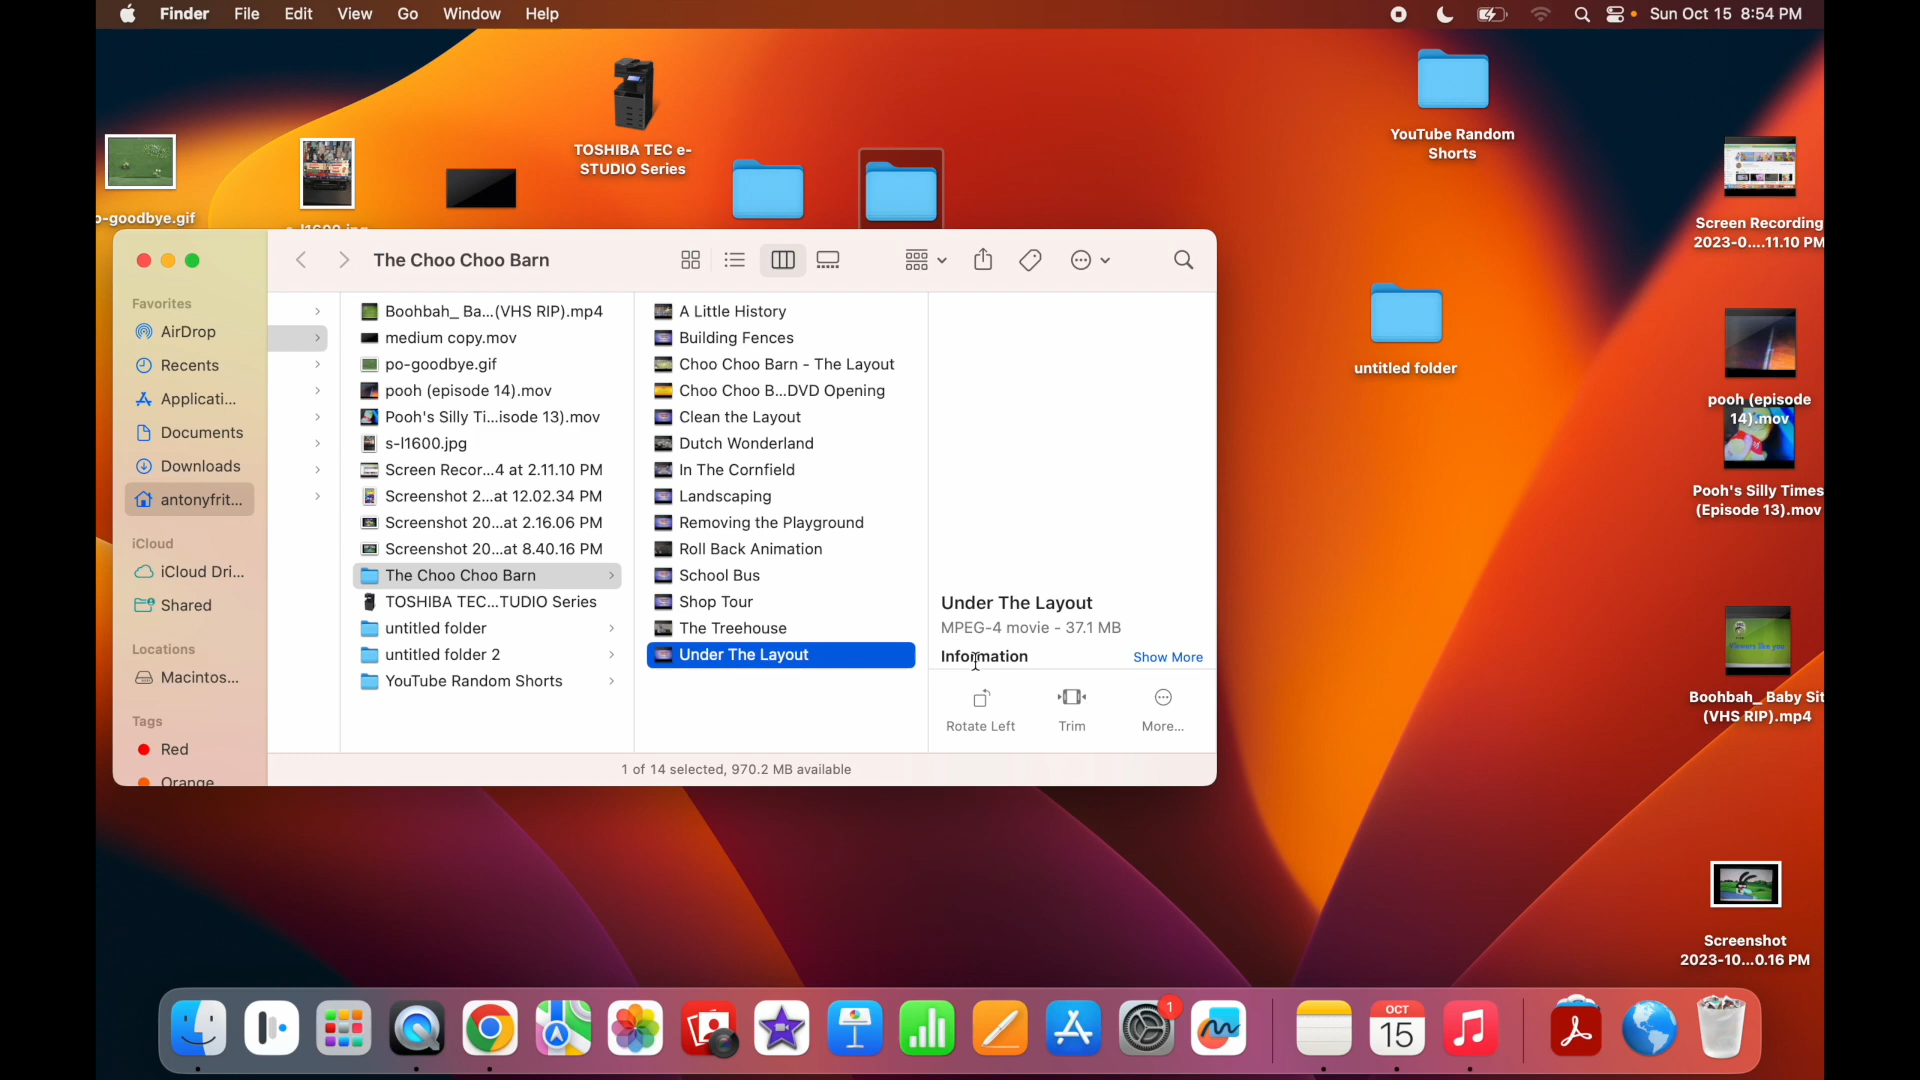 Finder File Edit View Go Window Help
Sun Oct 15 8:54 PM
TOSHIBA TEC e-
STUDIO Series
YouTube Random
Shorts
o-goodbye.gif
Screen Recording
2023-0....11.10 PM
untitled folder
pooh (episode
14).mov
Pooh's Silly Times
(Episode 13).mov
Boohbah_ Baby Sit
(VHS RIP).mp4
Screenshot
2023-10...0.16 PM
The Choo Choo Barn
Favorites
AirDrop
Recents
Applicati...
Documents
Downloads
antonyfrit...
iCloud
iCloud Dri...
Shared
Locations
Macintos...
Tags
Red
Orange
Boohbah_ Ba...(VHS RIP).mp4
medium copy.mov
po-goodbye.gif
pooh (episode 14).mov
Pooh's Silly Ti...isode 13).mov
s-l1600.jpg
Screen Recor...4 at 2.11.10 PM
Screenshot 2...at 12.02.34 PM
Screenshot 20...at 2.16.06 PM
Screenshot 20...at 8.40.16 PM
The Choo Choo Barn
TOSHIBA TEC...TUDIO Series
untitled folder
untitled folder 2
YouTube Random Shorts
A Little History
Building Fences
Choo Choo Barn - The Layout
Choo Choo B...DVD Opening
Clean the Layout
Dutch Wonderland
In The Cornfield
Landscaping
Removing the Playground
Roll Back Animation
School Bus
Shop Tour
The Treehouse
Under The Layout
Under The Layout
MPEG-4 movie - 37.1 MB
Information Show More
Rotate Left Trim More...
1 of 14 selected, 970.2 MB available
1
OCT
15